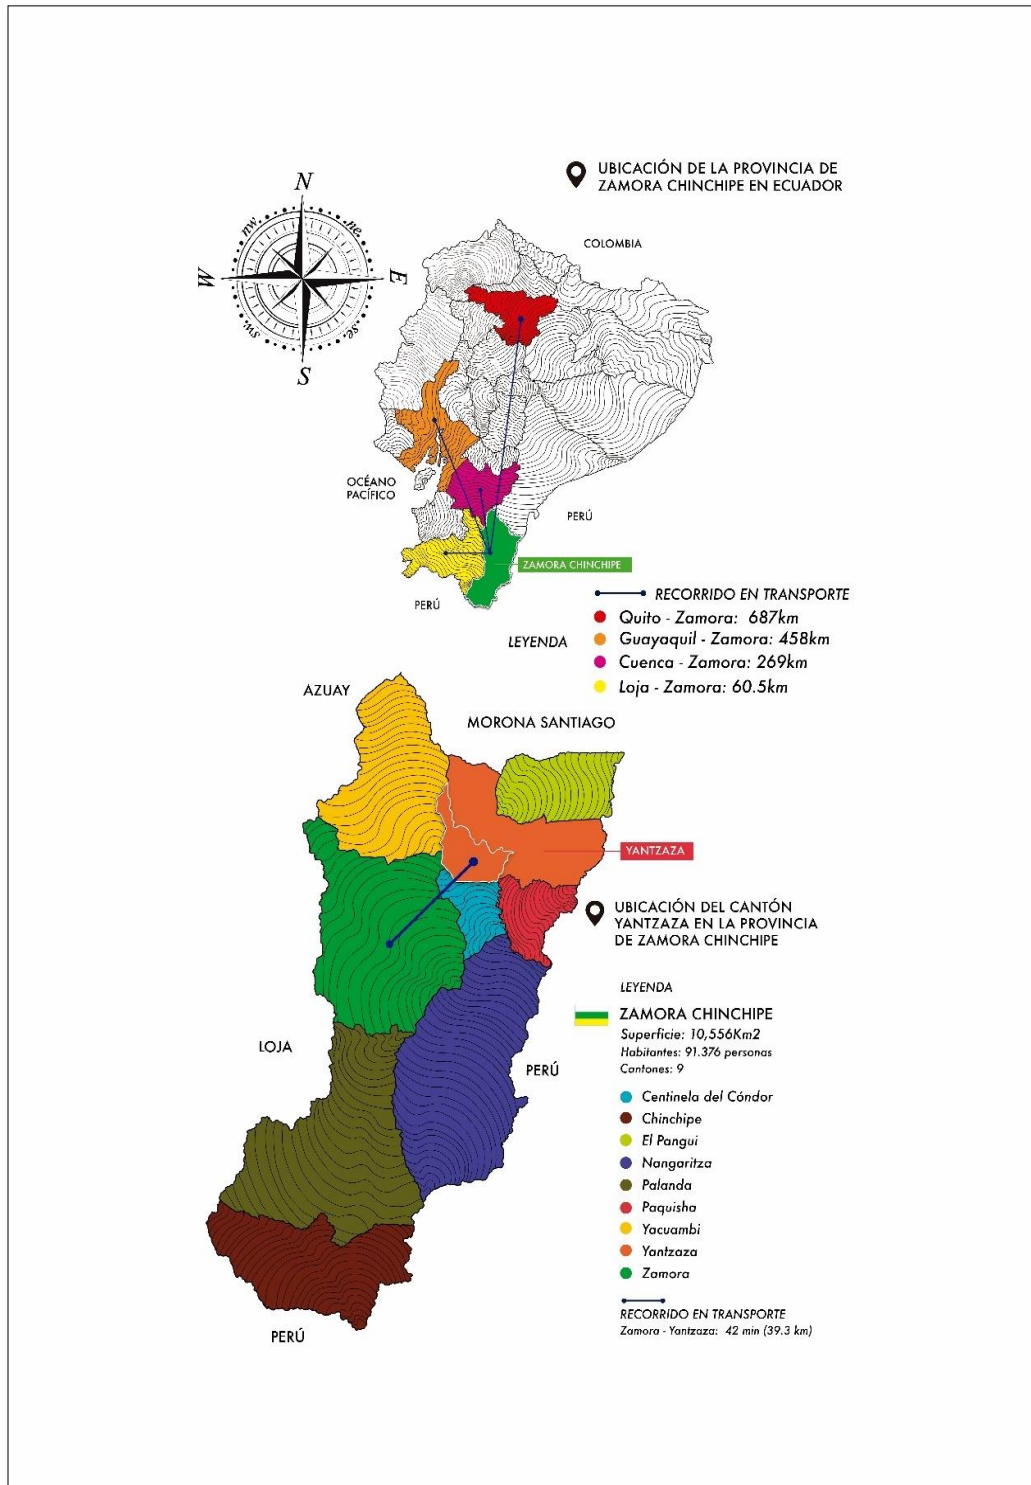 UBICACIÓN DE LA PROVINCIA DE
ZAMORA CHINCHIPE EN ECUADOR
N
nw.
ne.
W
E
sw.
se.
S
COLOMBIA
OCÉANO
PACÍFICO
PERÚ
ZAMORA CHINCHIPE
PERÚ
RECORRIDO EN TRANSPORTE
LEYENDA
Quito - Zamora: 687km
Guayaquil - Zamora: 458km
Cuenca - Zamora: 269km
Loja - Zamora: 60.5km
AZUAY
MORONA SANTIAGO
YANTZAZA
UBICACIÓN DEL CANTÓN
YANTZAZA EN LA PROVINCIA
DE ZAMORA CHINCHIPE
LOJA
PERÚ
PERÚ
LEYENDA
ZAMORA CHINCHIPE
Superficie: 10,556Km2
Habitantes: 91.376 personas
Cantones: 9
Centinela del Cóndor
Chinchipe
El Pangui
Nangaritza
Palanda
Paquisha
Yacuambi
Yantzaza
Zamora
RECORRIDO EN TRANSPORTE
Zamora - Yantzaza: 42 min (39.3 km)